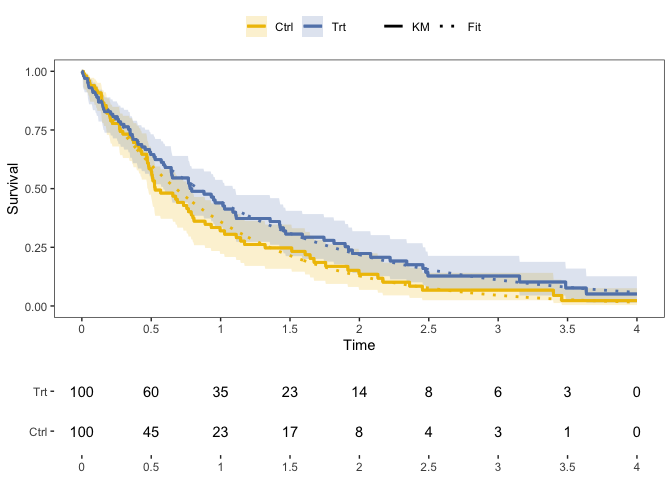 Ctrl Trt KM Fit
1.00
0.75
0.50
0.25
0.00
Survival
0 0.5 1 1.5 2 2.5 3 3.5 4
Time
Trt 100 60 35 23 14 8 6 3 0
Ctrl 100 45 23 17 8 4 3 1 0
0 0.5 1 1.5 2 2.5 3 3.5 4